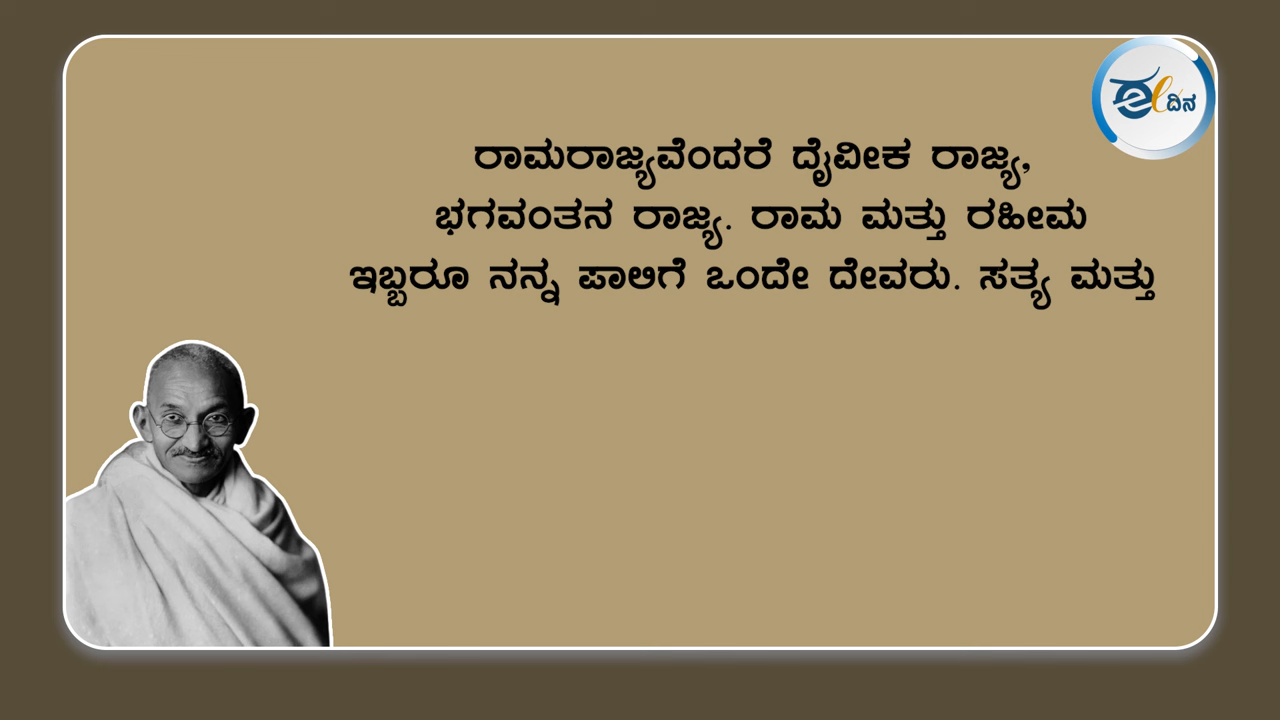 ಈ ದಿನ
ರಾಮರಾಜ್ಯವೆಂದರೆ ದೈವೀಕ ರಾಜ್ಯ,
ಭಗವಂತನ ರಾಜ್ಯ. ರಾಮ ಮತ್ತು ರಹೀಮ
ಇಬ್ಬರೂ ನನ್ನ ಪಾಲಿಗೆ ಒಂದೇ ದೇವರು. ಸತ್ಯ ಮತ್ತು